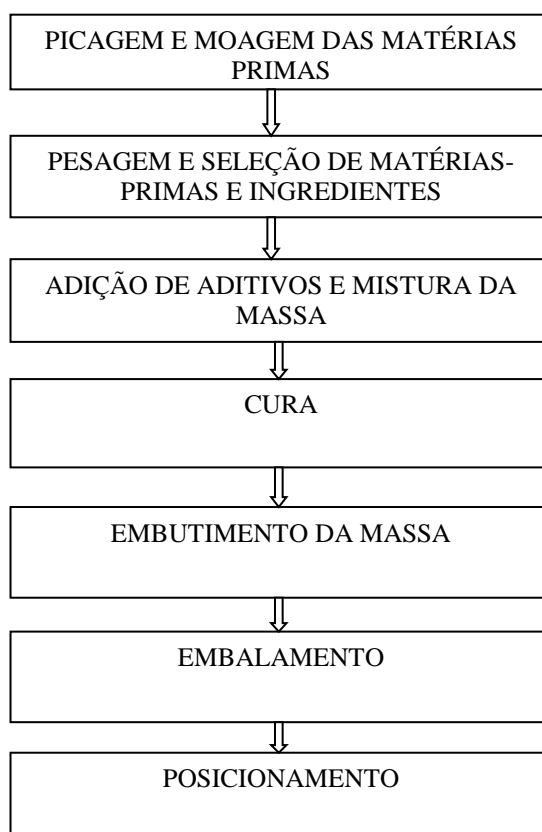 PICAGEM E MOAGEM DAS MATÉRIAS
PRIMAS
PESAGEM E SELEÇÃO DE MATÉRIAS-
PRIMAS E INGREDIENTES
ADIÇÃO DE ADITIVOS E MISTURA DA
MASSA
CURA
EMBUTIMENTO DA MASSA
EMBALAMENTO
POSICIONAMENTO